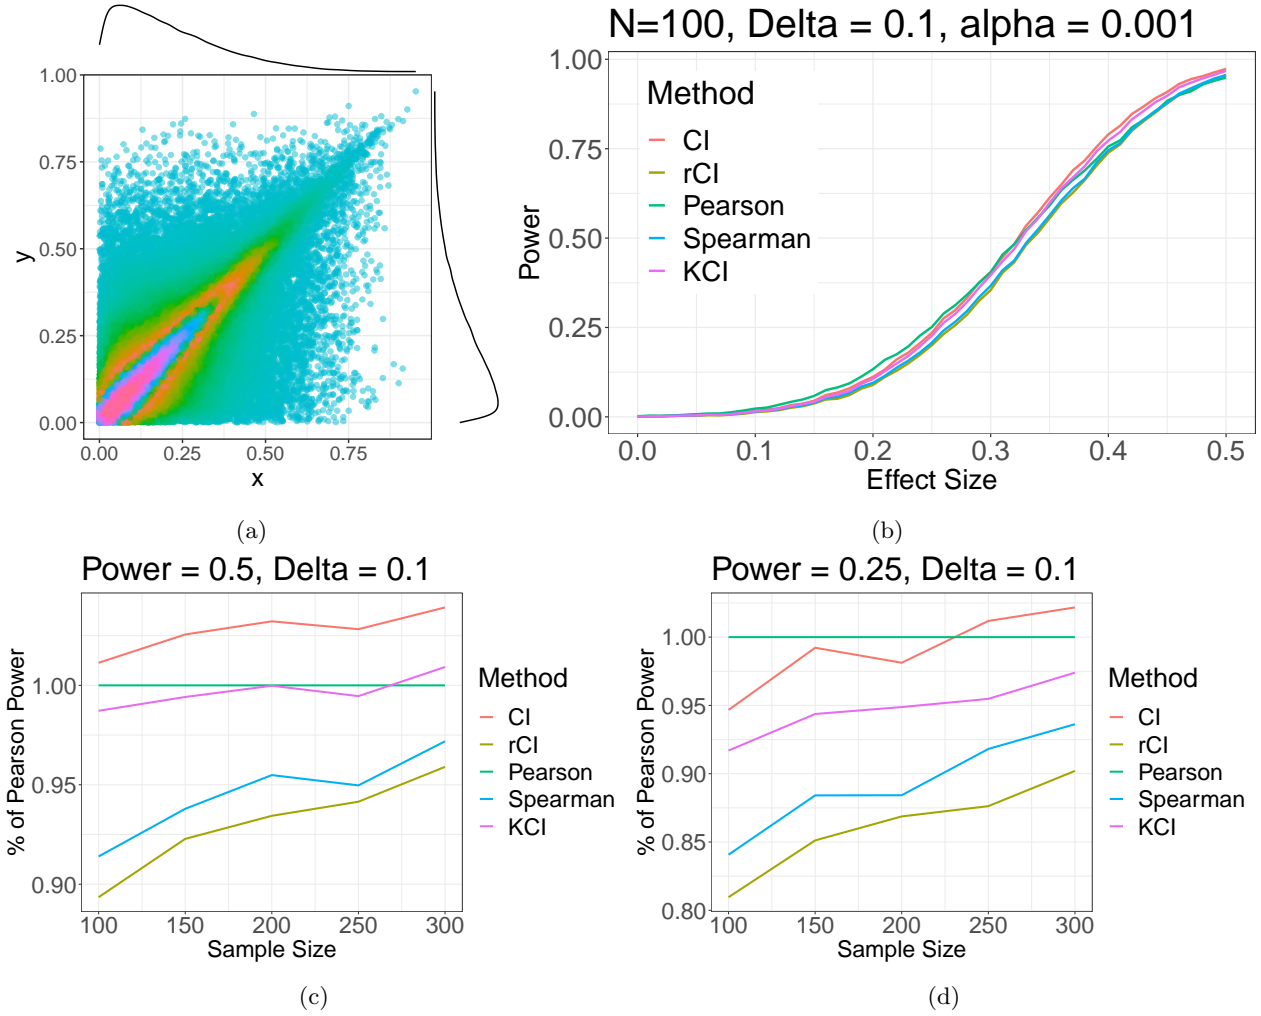 1.00
0.75
0.50
0.25
0.00
y
0.00 0.25 0.50 0.75
x
(a)
N=100, Delta = 0.1, alpha = 0.001
1.00
0.75
0.50
0.25
0.00
Power
Method
CI
rCI
Pearson
Spearman
KCI
0.0 0.1 0.2 0.3 0.4 0.5
Effect Size
(b)
Power = 0.5, Delta = 0.1
1.00
0.95
0.90
% of Pearson Power
100 150 200 250 300
Sample Size
Method
CI
rCI
Pearson
Spearman
KCI
(c)
Power = 0.25, Delta = 0.1
1.00
0.95
0.90
0.85
0.80
% of Pearson Power
100 150 200 250 300
Sample Size
Method
CI
rCI
Pearson
Spearman
KCI
(d)